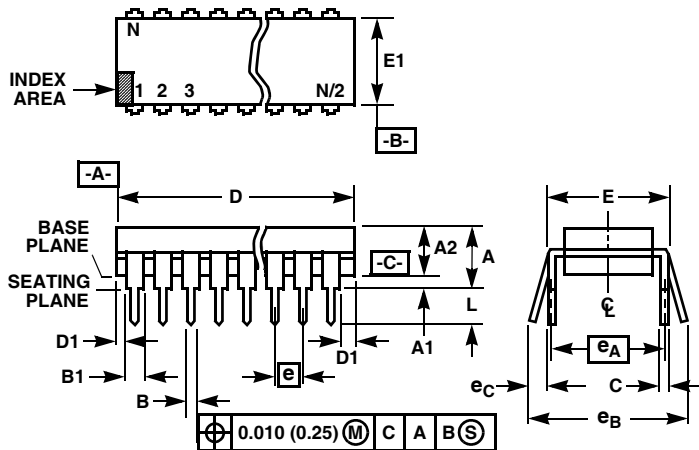 N
E1
INDEX
AREA
1 2 3 N/2
-B-
-A-
D
E
BASE
PLANE
A2
A
-C-
SEATING
PLANE
L
C
L
D1
B1
A1
D1
e
eA
B
eC
C
eB
0.010 (0.25) M C A B S